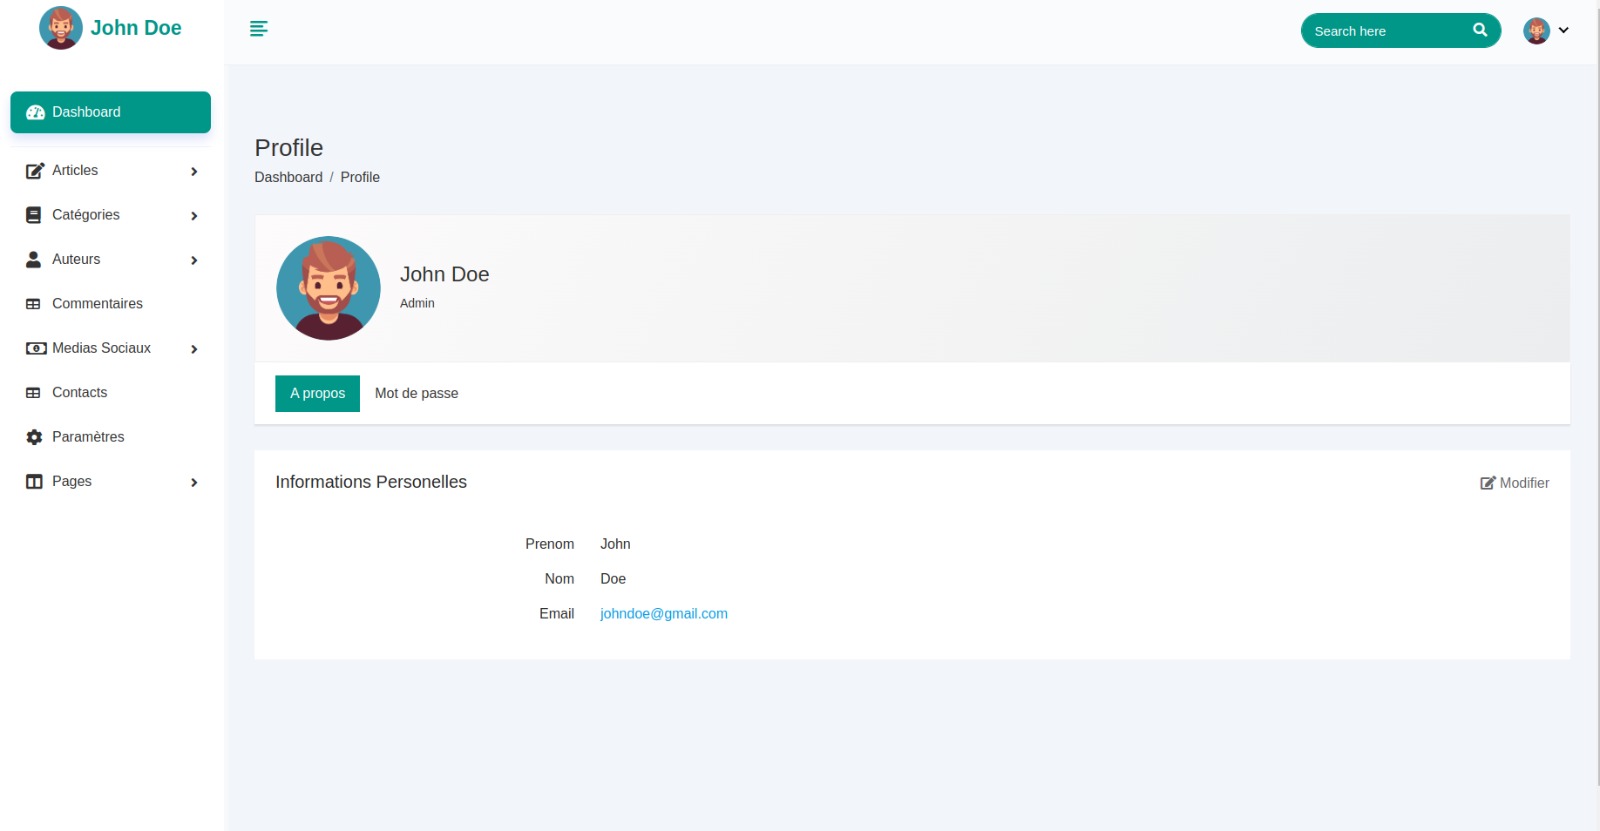 John Doe
Search here
Dashboard
Articles
Catégories
Auteurs
Commentaires
Medias Sociaux
Contacts
Paramètres
Pages
Profile
Dashboard / Profile
John Doe
Admin
A propos
Mot de passe
Informations Personelles
Modifier
Prenom John
Nom Doe
Email johndoe@gmail.com